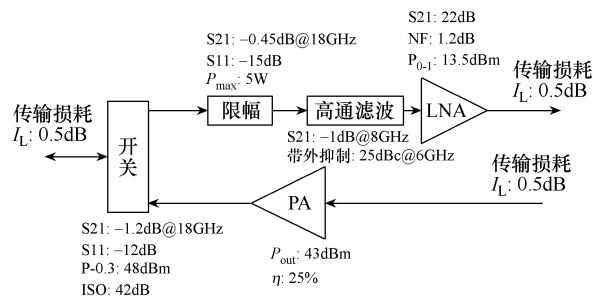 S21: 22dB
NF: 1.2dB
P₀₋₁: 13.5dBm
S21: −0.45dB@18GHz
S11: −15dB
Pmax: 5W
传输损耗
IL: 0.5dB
传输损耗
IL: 0.5dB
开关
限幅
高通滤波
LNA
S21: −1dB@8GHz
带外抑制: 25dBc@6GHz
传输损耗
IL: 0.5dB
PA
S21: −1.2dB@18GHz
S11: −12dB
P-0.3: 48dBm
ISO: 42dB
Pout: 43dBm
η: 25%